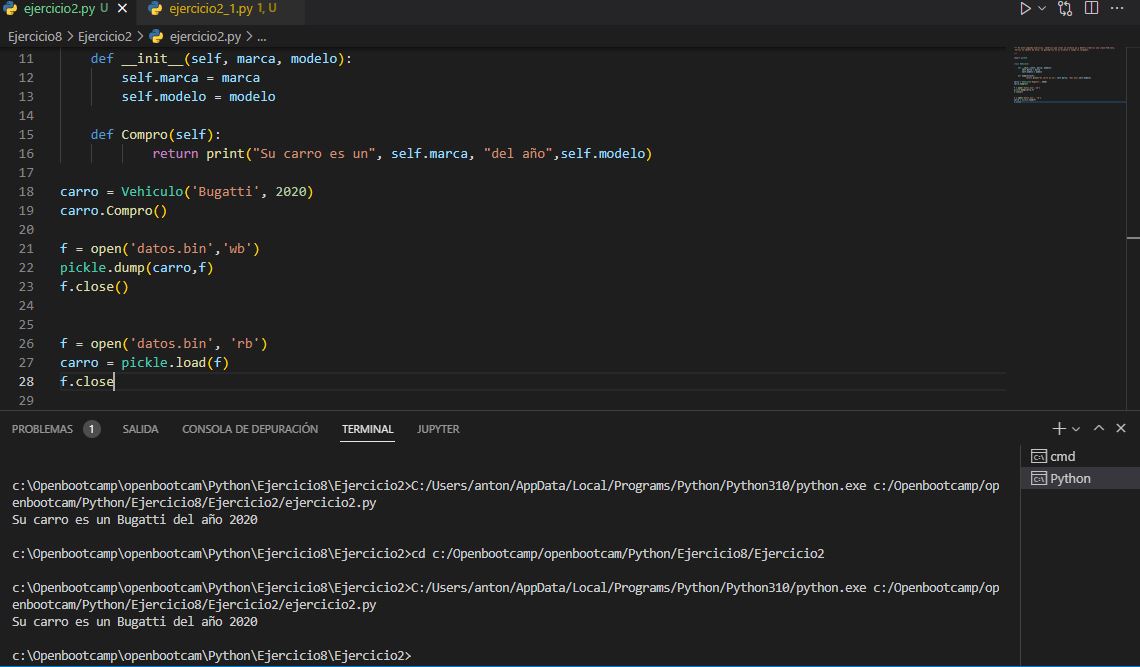 ejercicio2.py U
ejercicio2_1.py 1, U
Ejercicio8 > Ejercicio2 > ejercicio2.py > ...
11 def __init__(self, marca, modelo):
12 self.marca = marca
13 self.modelo = modelo
14
15 def Compro(self):
16 return print("Su carro es un", self.marca, "del año",self.modelo)
17
18 carro = Vehiculo('Bugatti', 2020)
19 carro.Compro()
20
21 f = open('datos.bin','wb')
22 pickle.dump(carro,f)
23 f.close()
24
25
26 f = open('datos.bin', 'rb')
27 carro = pickle.load(f)
28 f.close
29
PROBLEMAS 1 SALIDA CONSOLA DE DEPURACIÓN TERMINAL JUPYTER
cmd
Python
c:\Openbootcamp\openbootcam\Python\Ejercicio8\Ejercicio2>C:/Users/anton/AppData/Local/Programs/Python/Python310/python.exe c:/Openbootcamp/op
enbootcam/Python/Ejercicio8/Ejercicio2/ejercicio2.py
Su carro es un Bugatti del año 2020
c:\Openbootcamp\openbootcam\Python\Ejercicio8\Ejercicio2>cd c:/Openbootcamp/openbootcam/Python/Ejercicio8/Ejercicio2
c:\Openbootcamp\openbootcam\Python\Ejercicio8\Ejercicio2>C:/Users/anton/AppData/Local/Programs/Python/Python310/python.exe c:/Openbootcamp/op
enbootcam/Python/Ejercicio8/Ejercicio2/ejercicio2.py
Su carro es un Bugatti del año 2020
c:\Openbootcamp\openbootcam\Python\Ejercicio8\Ejercicio2>